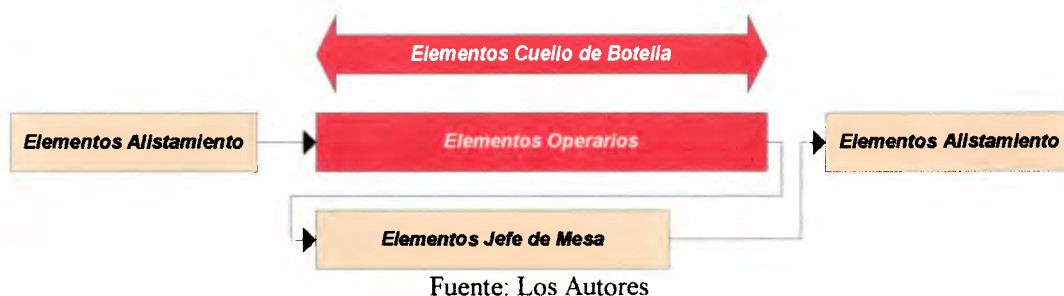 Elementos Cuello de Botella
Elementos Alistamiento
Elementos Operarios
Elementos Alistamiento
Elementos Jefe de Mesa
Fuente: Los Autores